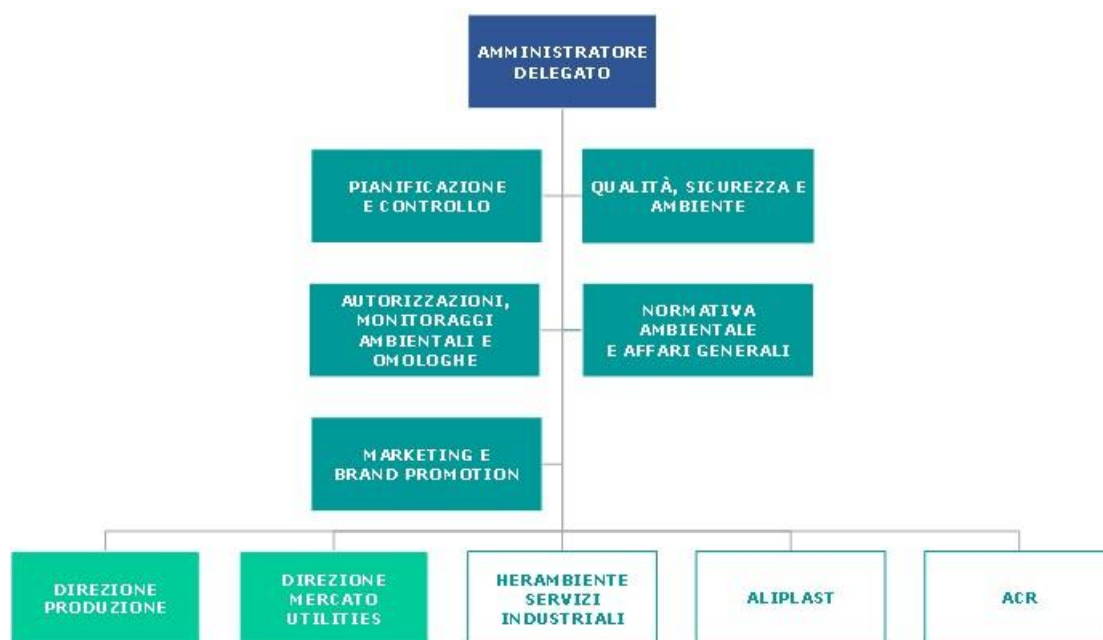 AMMINISTRATORE
DELEGATO
PIANIFICAZIONE
E CONTROLLO
QUALITÀ, SICUREZZA E
AMBIENTE
AUTORIZZAZIONI,
MONITORAGGI
AMBIENTALI E
OMOLOGHE
NORMATIVA
AMBIENTALE
E AFFARI GENERALI
MARKETING E
BRAND PROMOTION
DIREZIONE
PRODUZIONE
DIREZIONE
MERCATO
UTILITIES
HERAMBIENTE
SERVIZI
INDUSTRIALI
ALIPLAST
ACR